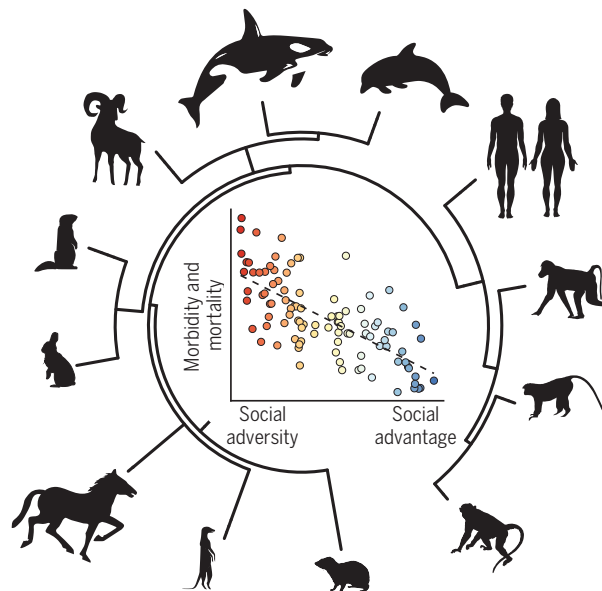 Morbidity and
mortality
Social
adversity
Social
advantage